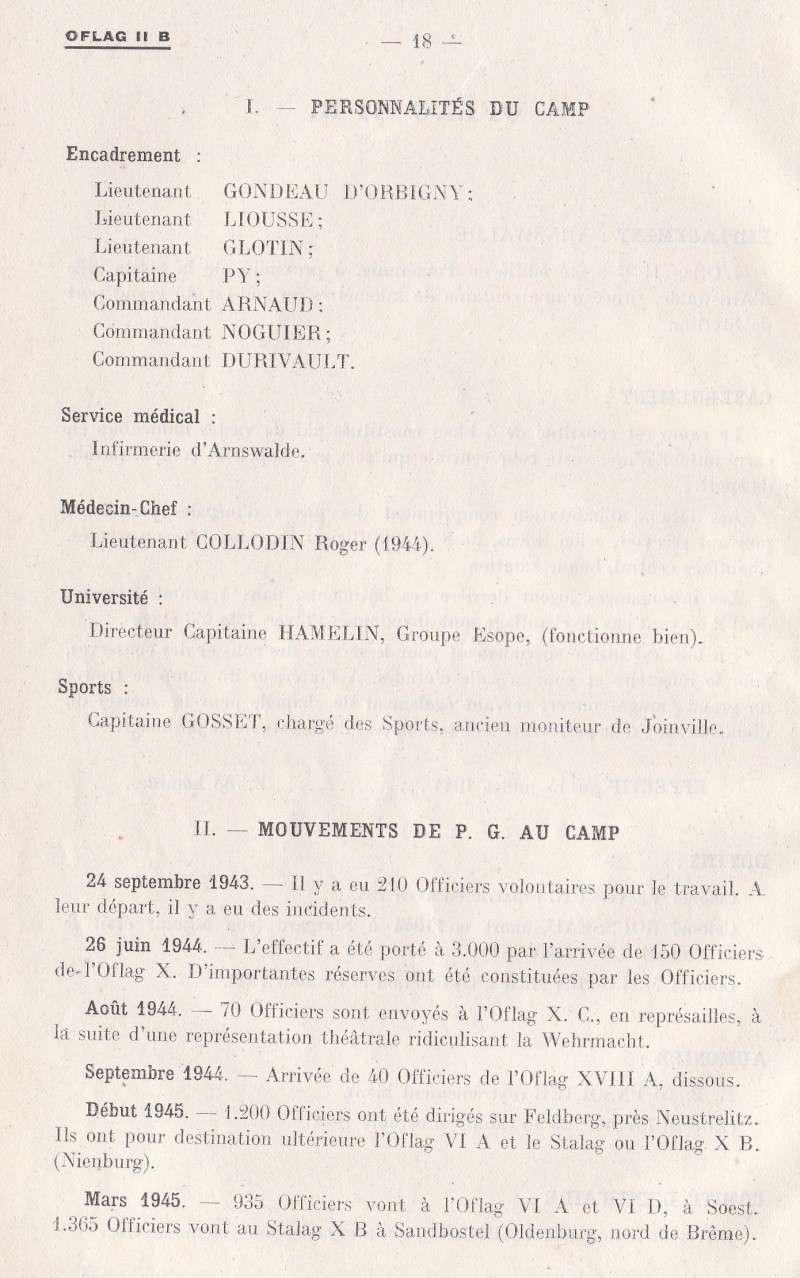 OFLAG II B
— 18 —
I. — PERSONNALITÉS DU CAMP
Encadrement :
Lieutenant GONDEAU D'ORBIGNY;
Lieutenant LIOUSSE;
Lieutenant GLOTIN;
Capitaine PY;
Commandant ARNAUD;
Commandant NOGUIER;
Commandant DURIVAULT.
Service médical :
Infirmerie d'Arnswalde.
Médecin-Chef :
Lieutenant COLLODIN Roger (1944).
Université :
Directeur Capitaine HAMELIN, Groupe Esope, (fonctionne bien).
Sports :
Capitaine GOSSET, chargé des Sports, ancien moniteur de Joinville.
II. — MOUVEMENTS DE P. G. AU CAMP
24 septembre 1943. — Il y a eu 210 Officiers volontaires pour le travail. A
leur départ, il y a eu des incidents.
26 juin 1944. — L'effectif a été porté à 3.000 par l'arrivée de 150 Officiers
de l'Oflag X. D'importantes réserves ont été constituées par les Officiers.
Août 1944. — 70 Officiers sont envoyés à l'Oflag X. C., en représailles, à
la suite d'une représentation théâtrale ridiculisant la Wehrmacht.
Septembre 1944. — Arrivée de 40 Officiers de l'Oflag XVIII A, dissous.
Début 1945. — 1.200 Officiers ont été dirigés sur Feldberg, près Neustrelitz.
Ils ont pour destination ultérieure l'Oflag VI A et le Stalag ou l'Oflag X B.
(Nienburg).
Mars 1945. — 935 Officiers vont à l'Oflag VI A et VI D, à Soest.
1.365 Officiers vont au Stalag X B à Sandbostel (Oldenburg, nord de Brême).